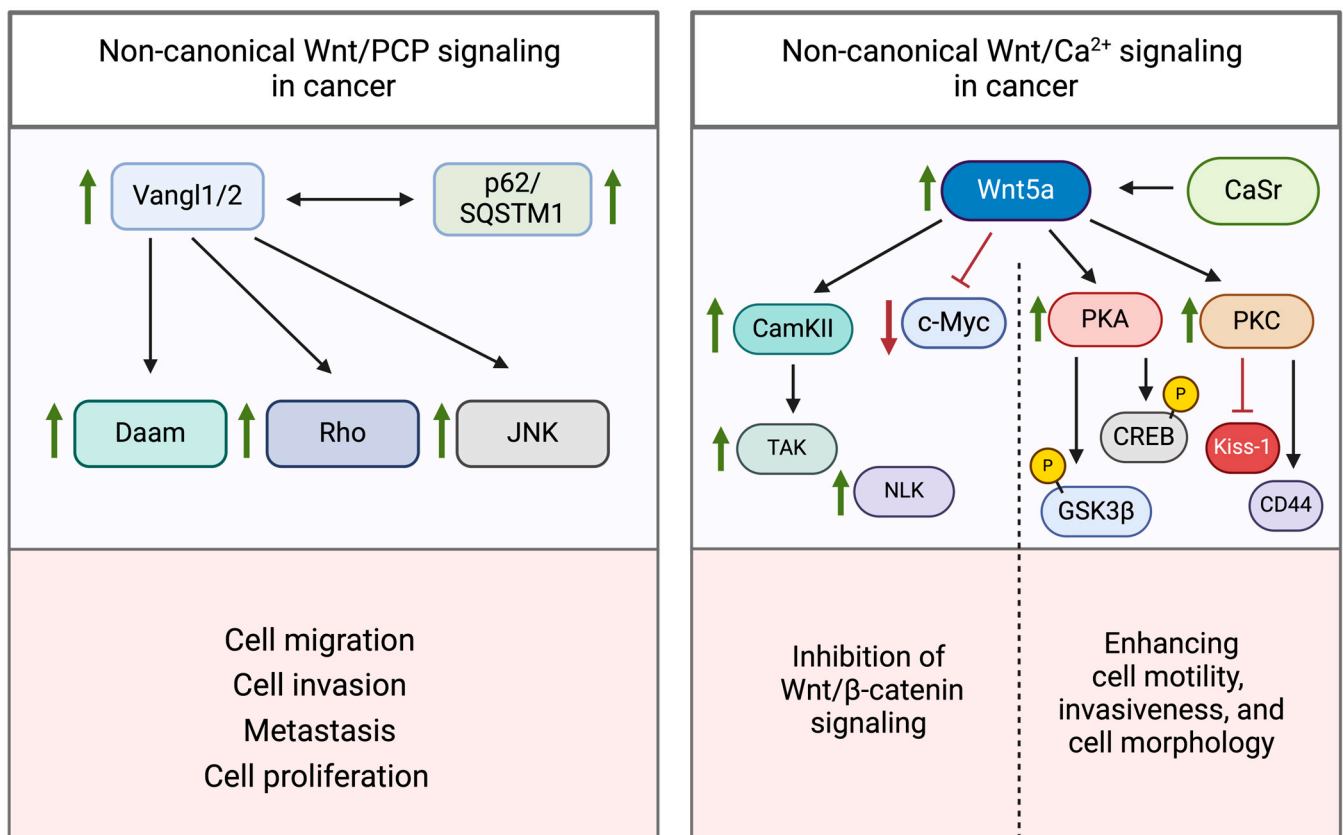 Non-canonical Wnt/PCP signaling
in cancer
Vangl1/2
p62/
SQSTM1
Daam
Rho
JNK
Cell migration
Cell invasion
Metastasis
Cell proliferation
Non-canonical Wnt/Ca²⁺ signaling
in cancer
Wnt5a
CaSr
CamKII
c-Myc
PKA
PKC
TAK
NLK
P
CREB
Kiss-1
P
GSK3β
CD44
Inhibition of
Wnt/β-catenin
signaling
Enhancing
cell motility,
invasiveness, and
cell morphology